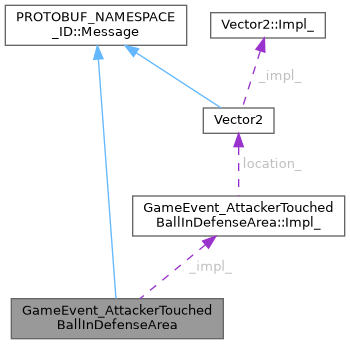 PROTOBUF_NAMESPACE
_ID::Message
Vector2::Impl_
_impl_
Vector2
location_
GameEvent_AttackerTouched
BallInDefenseArea::Impl_
_impl_
GameEvent_AttackerTouched
BallInDefenseArea